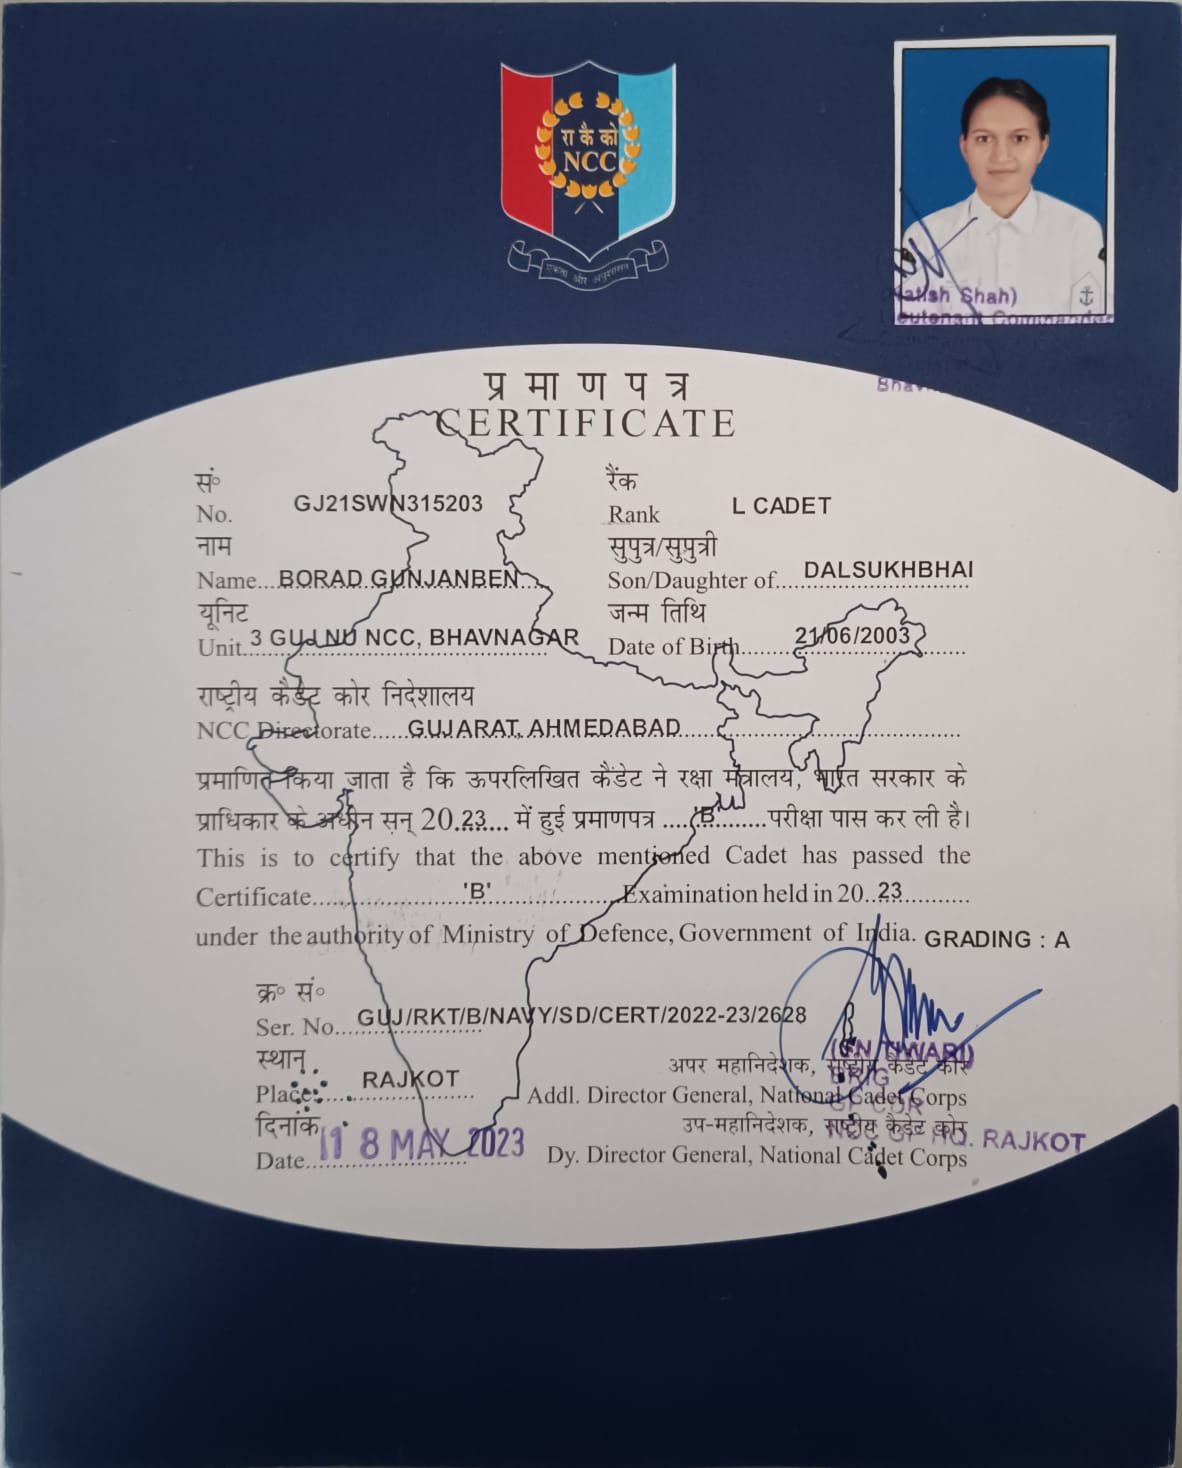 रा कै को
NCC
एकता और अनुशासन
Shah)
Lieutenant Commander
प्रमाणपत्र
CERTIFICATE
सं०
No. GJ21SWN315203
रैंक
Rank L CADET
नाम
Name...BORAD GUNJANBEN
सुपुत्र/सुपुत्री
Son/Daughter of....DALSUKHBHAI
यूनिट
Unit. 3 GUJ NU NCC, BHAVNAGAR
जन्म तिथि
Date of Birth......21/06/2003
राष्ट्रीय कैडेट कोर निदेशालय
NCC Directorate......GUJARAT, AHMEDABAD
प्रमाणित किया जाता है कि ऊपरलिखित कैडेट ने रक्षा मंत्रालय, भारत सरकार के
प्राधिकार के अधीन सन् 20.23.... में हुई प्रमाणपत्र ....'B'.........परीक्षा पास कर ली है।
This is to certify that the above mentioned Cadet has passed the
Certificate...................'B'...................Examination held in 20..23............
under the authority of Ministry of Defence, Government of India. GRADING : A
क्र० सं०
Ser. No...GUJ/RKT/B/NAVY/SD/CERT/2022-23/2628
स्थान
Place: RAJKOT
दिनांक
Date 18 MAY 2023
TIWARI)
BRIG
GP CDR
HQ. RAJKOT
अपर महानिदेशक, राष्ट्रीय कैडेट कोर
Addl. Director General, National Cadet Corps
उप-महानिदेशक, राष्ट्रीय कैडेट कोर
Dy. Director General, National Cadet Corps